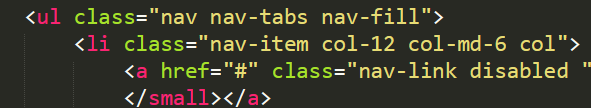 <ul class="nav nav-tabs nav-fill">
<li class="nav-item col-12 col-md-6 col">
<a href="#" class="nav-link disabled "
</small></a>